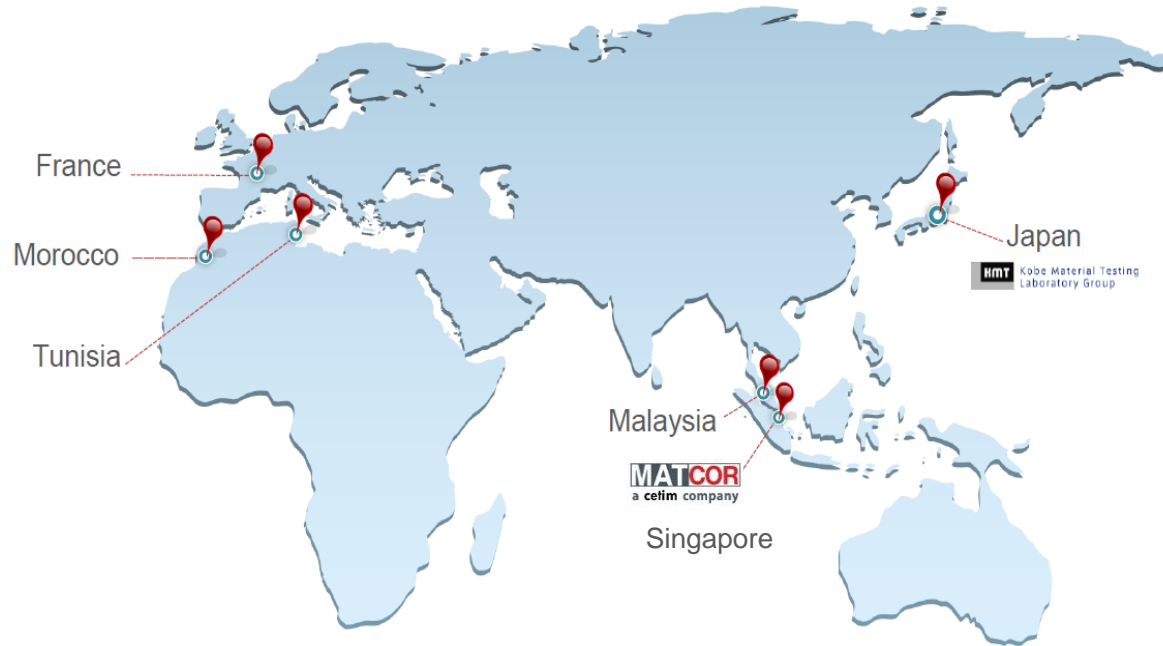 France
Morocco
Tunisia
Japan
KMT Kobe Material Testing
Laboratory Group
Malaysia
MATCOR
a cetim company
Singapore